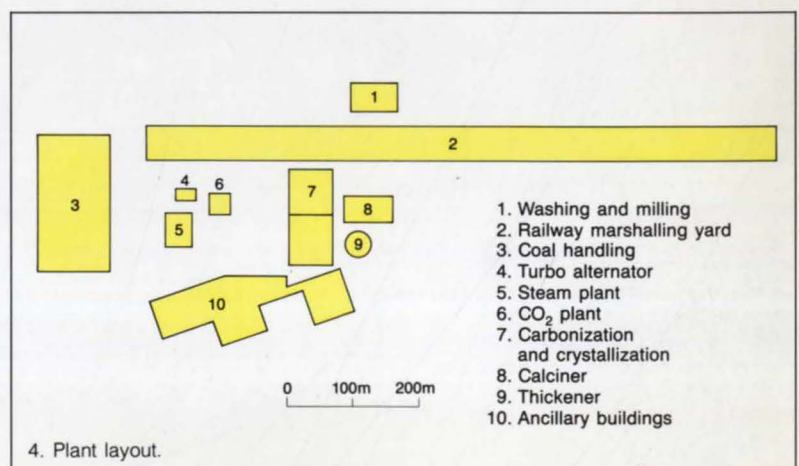 1
2
3
4
6
5
7
8
9
10
1. Washing and milling
2. Railway marshalling yard
3. Coal handling
4. Turbo alternator
5. Steam plant
6. CO₂ plant
7. Carbonization
and crystallization
8. Calciner
9. Thickener
10. Ancillary buildings
0 100m 200m
4. Plant layout.